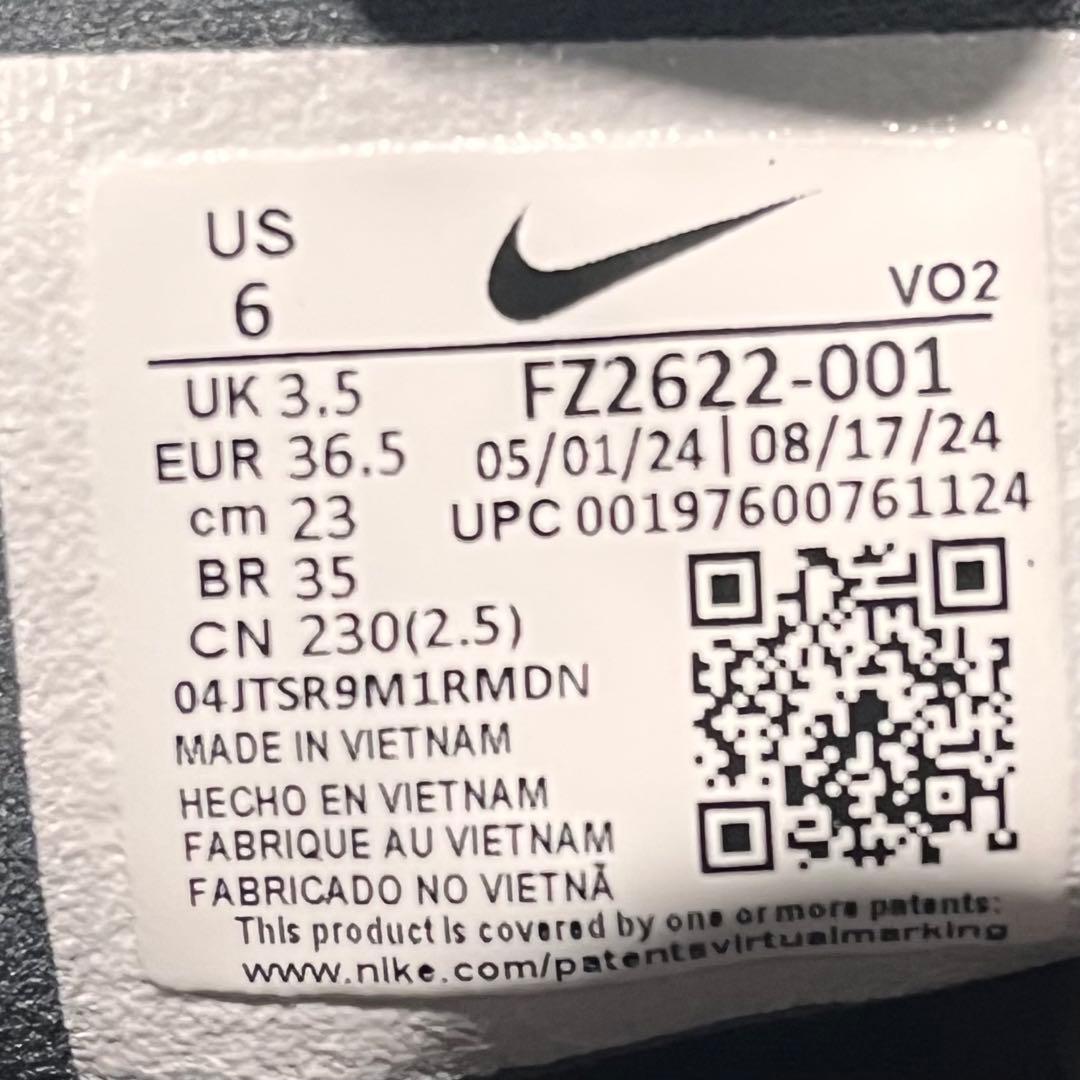 US
6
VO2
UK 3.5
FZ2622-001
EUR 36.5
05/01/24 | 08/17/24
cm 23
UPC 00197600761124
BR 35
CN 230(2.5)
04JTSR9M1RMDN
MADE IN VIETNAM
HECHO EN VIETNAM
FABRIQUE AU VIETNAM
FABRICADO NO VIETNÃ
This product is covered by one or more patents:
www.nike.com/patentsvirtualmarking